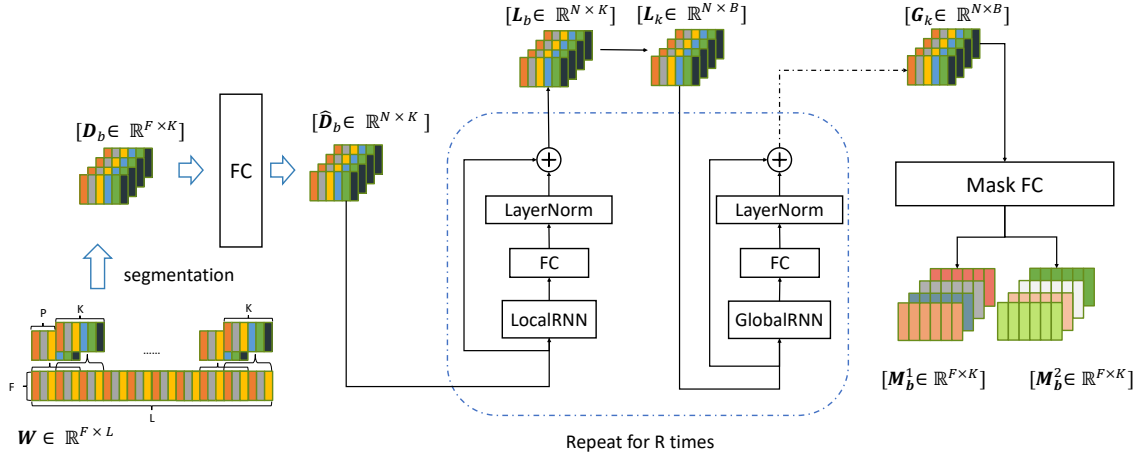 [L_b ∈ ℝ^{N×K}]
[L_k ∈ ℝ^{N×B}]
[G_k ∈ ℝ^{N×B}]
[D_b ∈ ℝ^{F×K}]
FC
[D̂_b ∈ ℝ^{N×K}]
LayerNorm
FC
LocalRNN
LayerNorm
FC
GlobalRNN
Mask FC
segmentation
P
K
K
......
F
L
W ∈ ℝ^{F×L}
[M_b^1 ∈ ℝ^{F×K}]
[M_b^2 ∈ ℝ^{F×K}]
Repeat for R times